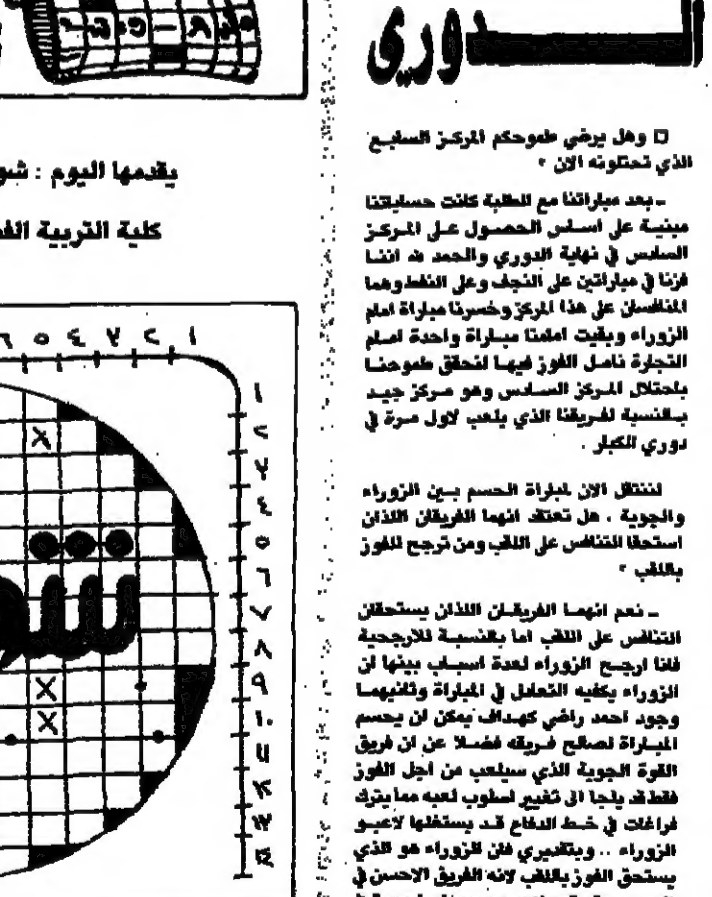 الـــدوري
□ وهل يرضي طموحكم المركز السابع
الذي تحتلونه الان ؟
ـ بعد مباراتنا مع الطلبة كانت حساباتنا
مبنية على اساس الحصول على المركز
السادس في نهاية الدوري والحمد لله اننا
فزنا في مباراتين على النجف وعلى النفط وهما
المنافسان على هذا المركز وخسرنا مباراة امام
الزوراء وبقيت امامنا مباراة واحدة امام
التجارة نامل الفوز فيها لنحقق طموحنا
باحتلال المركز السادس وهو مركز جيد
بالنسبة لفريقنا الذي يلعب لاول مرة في
دوري الكبار .
لننتقل الان لمباراة الحسم بين الزوراء
والجوية ، هل تعتقد انهما الفريقان اللذان
استحقا التنافس على اللقب ومن ترجح للفوز
باللقب ؟
ـ نعم انهما الفريقان اللذان يستحقان
التنافس على اللقب اما بالنسبة للارجحية
فانا ارجح الزوراء لعدة اسباب بينها ان
الزوراء يكفيه التعادل في المباراة وثانيهما
وجود احمد راضي كهداف يمكن ان يحسم
المباراة لصالح فريقه فضلا عن ان فريق
القوة الجوية الذي سيلعب من اجل الفوز
فقط قد يلجا الى تغيير اسلوب لعبه مما يترك
فراغات في خط الدفاع قد يستغلها لاعبو
الزوراء .. وبتقديري فان الزوراء هو الذي
يستحق الفوز باللقب لانه الفريق الاحسن في
يقدمها اليوم :
كلية التربية
١ ٢ ٣ ٤ ٥ ٦
١
٢
٣
٤
٥
٦
٧
٨
٩
١٠
١١
١٢
١٣
١٤